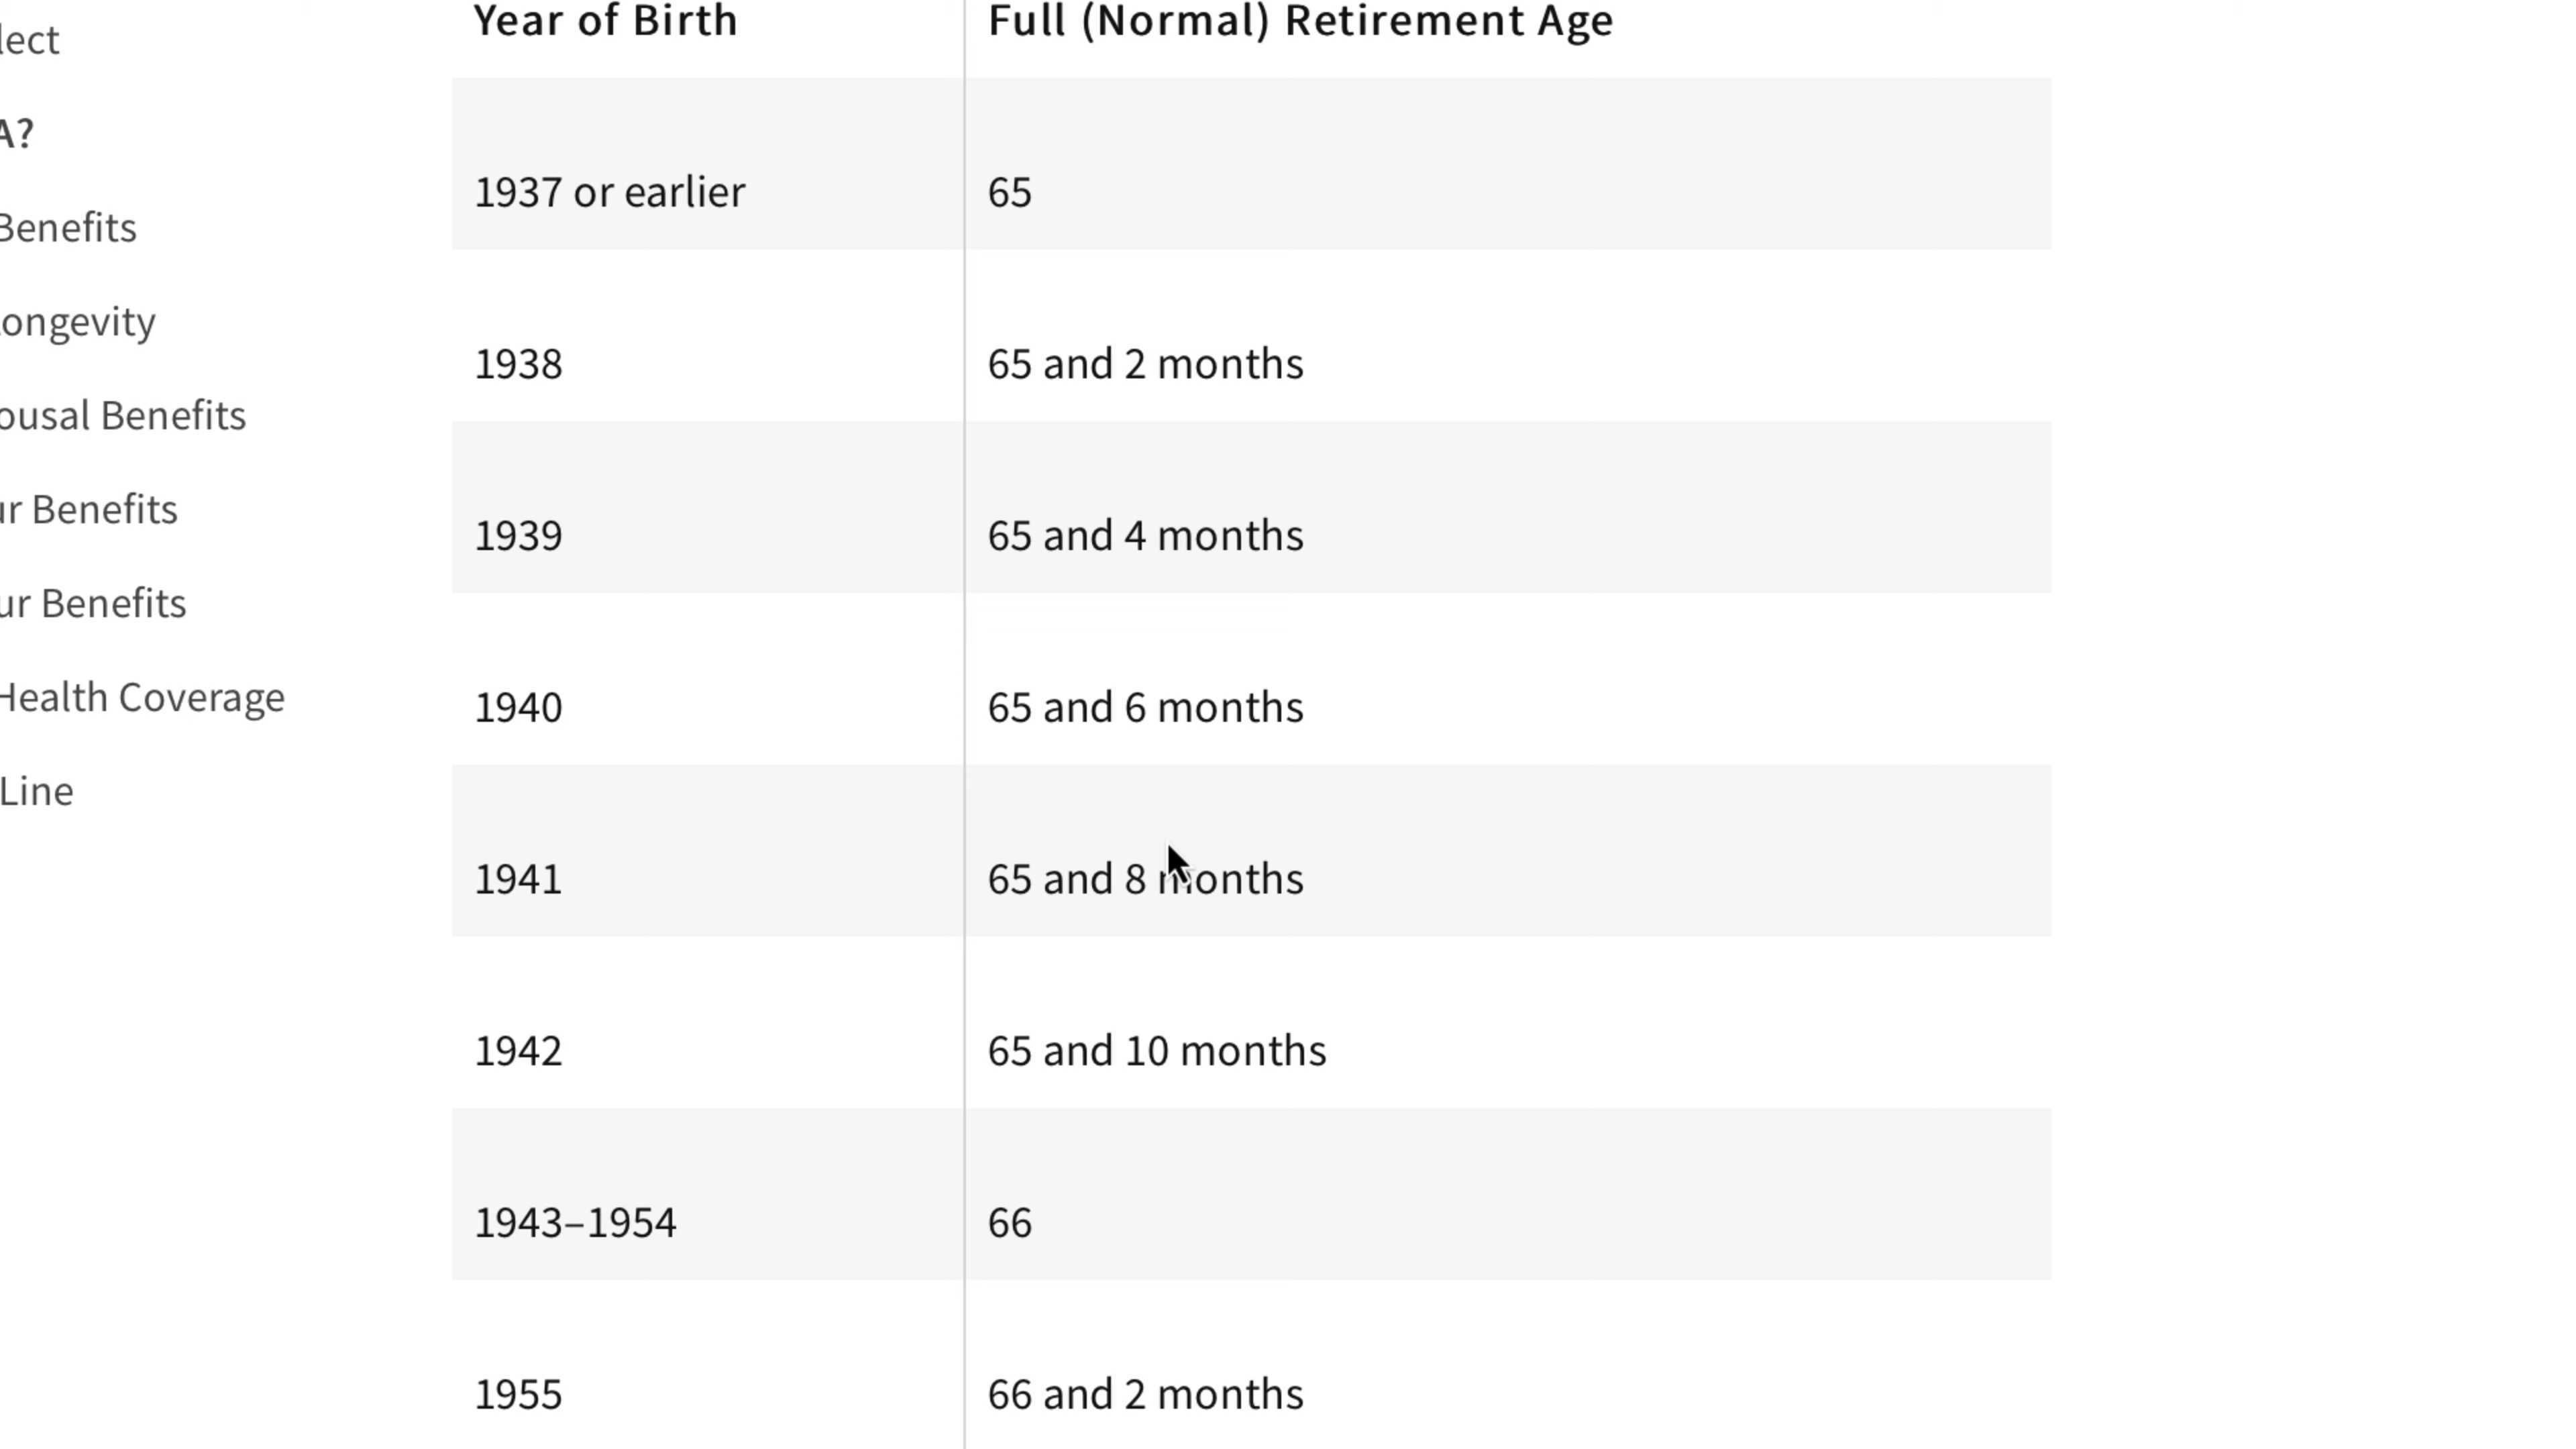 lect
A?
Benefits
Longevity
ousal Benefits
ur Benefits
ur Benefits
Health Coverage
Line
Year of Birth Full (Normal) Retirement Age
1937 or earlier 65
1938 65 and 2 months
1939 65 and 4 months
1940 65 and 6 months
1941 65 and 8 months
1942 65 and 10 months
1943–1954 66
1955 66 and 2 months